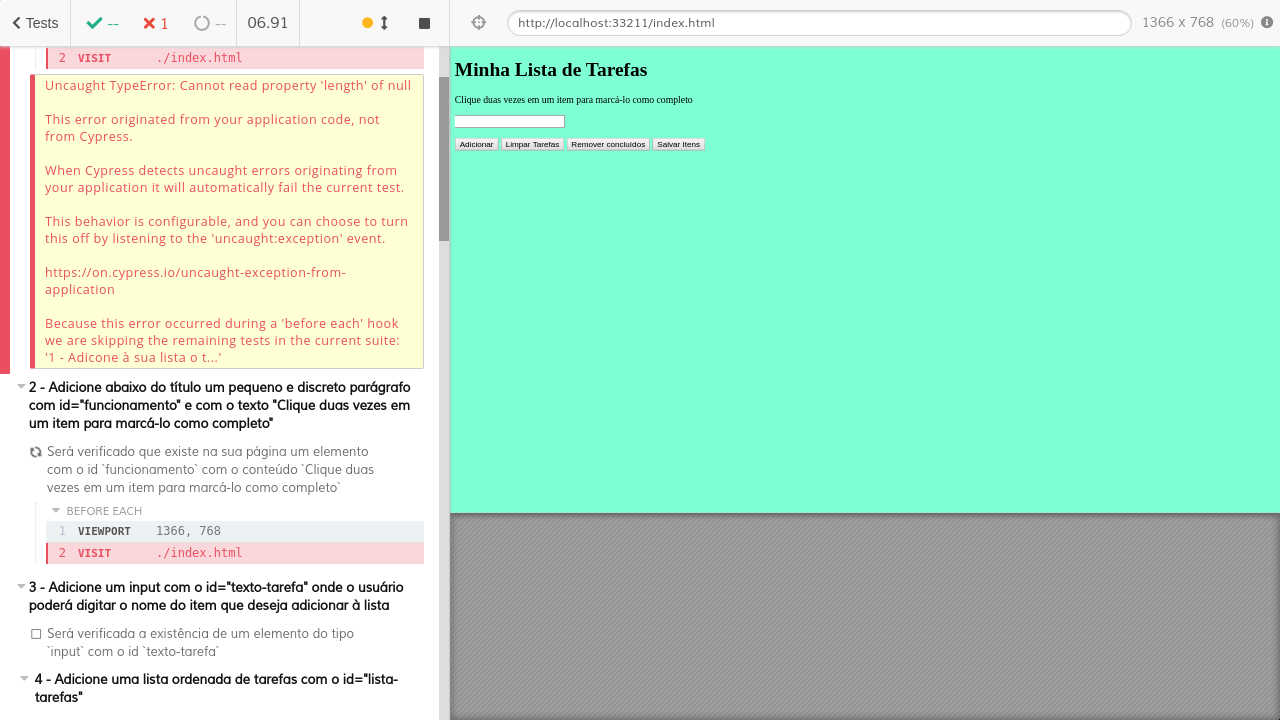 Tests
--
1
--
06.91
http://localhost:33211/index.html
1366 x 768 (60%)
2 VISIT ./index.html
Uncaught TypeError: Cannot read property 'length' of null
This error originated from your application code, not
from Cypress.
When Cypress detects uncaught errors originating from
your application it will automatically fail the current test.
This behavior is configurable, and you can choose to turn
this off by listening to the 'uncaught:exception' event.
https://on.cypress.io/uncaught-exception-from-
application
Because this error occurred during a 'before each' hook
we are skipping the remaining tests in the current suite:
'1 - Adicone à sua lista o t...'
2 - Adicione abaixo do título um pequeno e discreto parágrafo
com id="funcionamento" e com o texto "Clique duas vezes em
um item para marcá-lo como completo"
Será verificado que existe na sua página um elemento
com o id `funcionamento` com o conteúdo `Clique duas
vezes em um item para marcá-lo como completo`
BEFORE EACH
1 VIEWPORT 1366, 768
2 VISIT ./index.html
3 - Adicione um input com o id="texto-tarefa" onde o usuário
poderá digitar o nome do item que deseja adicionar à lista
Será verificada a existência de um elemento do tipo
`input` com o id `texto-tarefa`
4 - Adicione uma lista ordenada de tarefas com o id="lista-
tarefas"
Minha Lista de Tarefas
Clique duas vezes em um item para marcá-lo como completo
Adicionar Limpar Tarefas Remover concluídos Salvar Itens